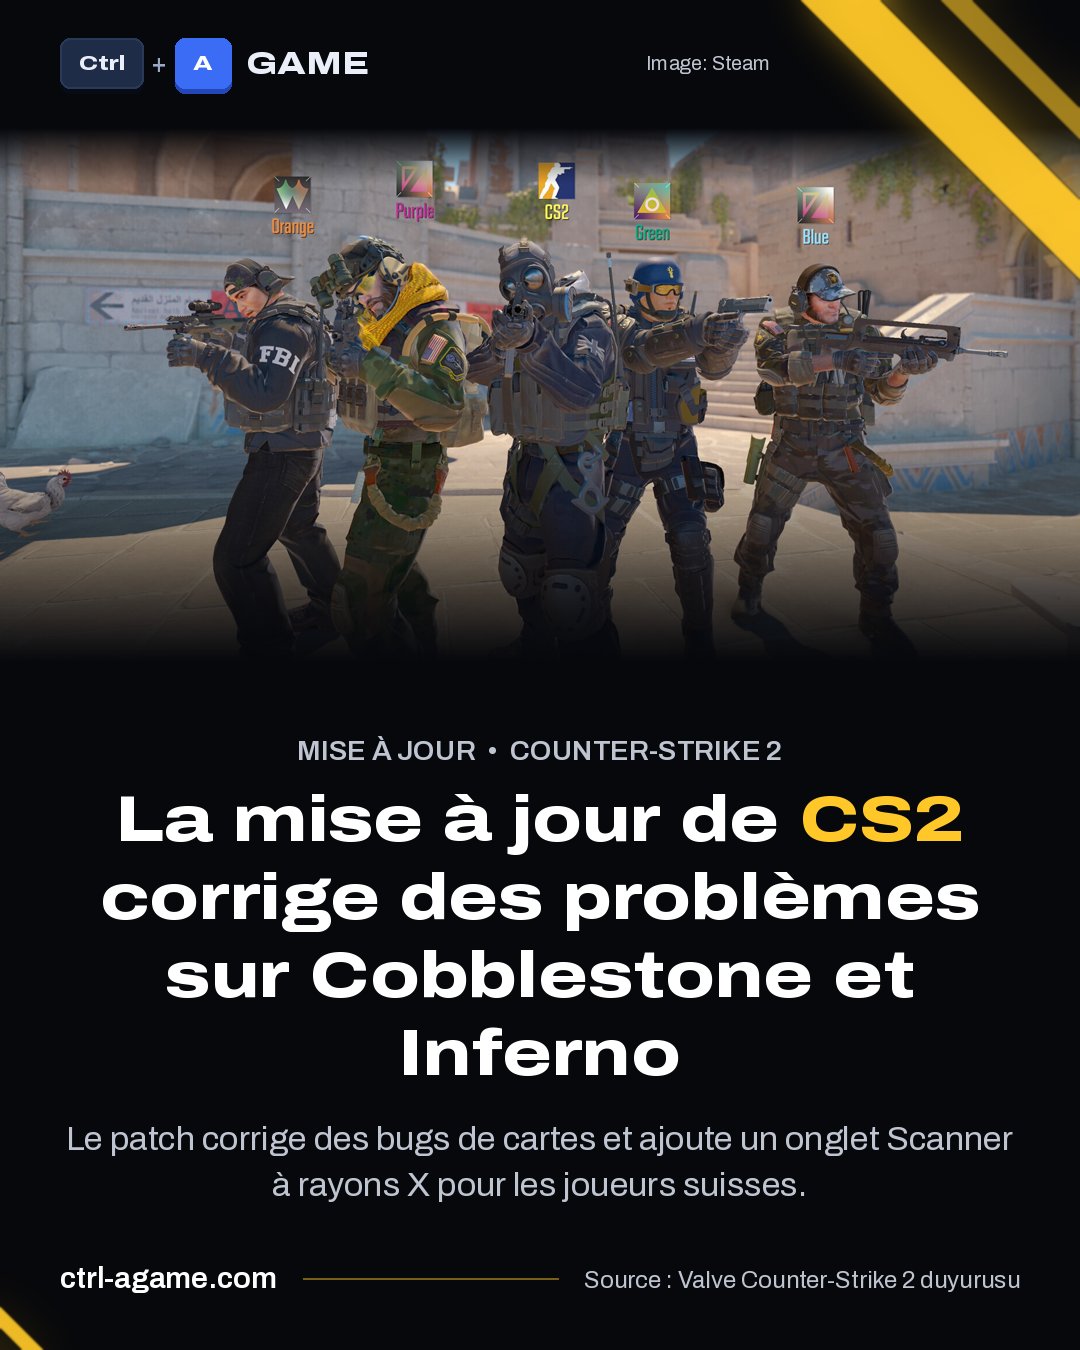 Ctrl + A GAME
Image: Steam
Orange
Purple
CS2
Green
Blue
FBI
MISE À JOUR • COUNTER-STRIKE 2
La mise à jour de CS2
corrige des problèmes
sur Cobblestone et
Inferno
Le patch corrige des bugs de cartes et ajoute un onglet Scanner
à rayons X pour les joueurs suisses.
ctrl-agame.com
Source : Valve Counter-Strike 2 duyurusu